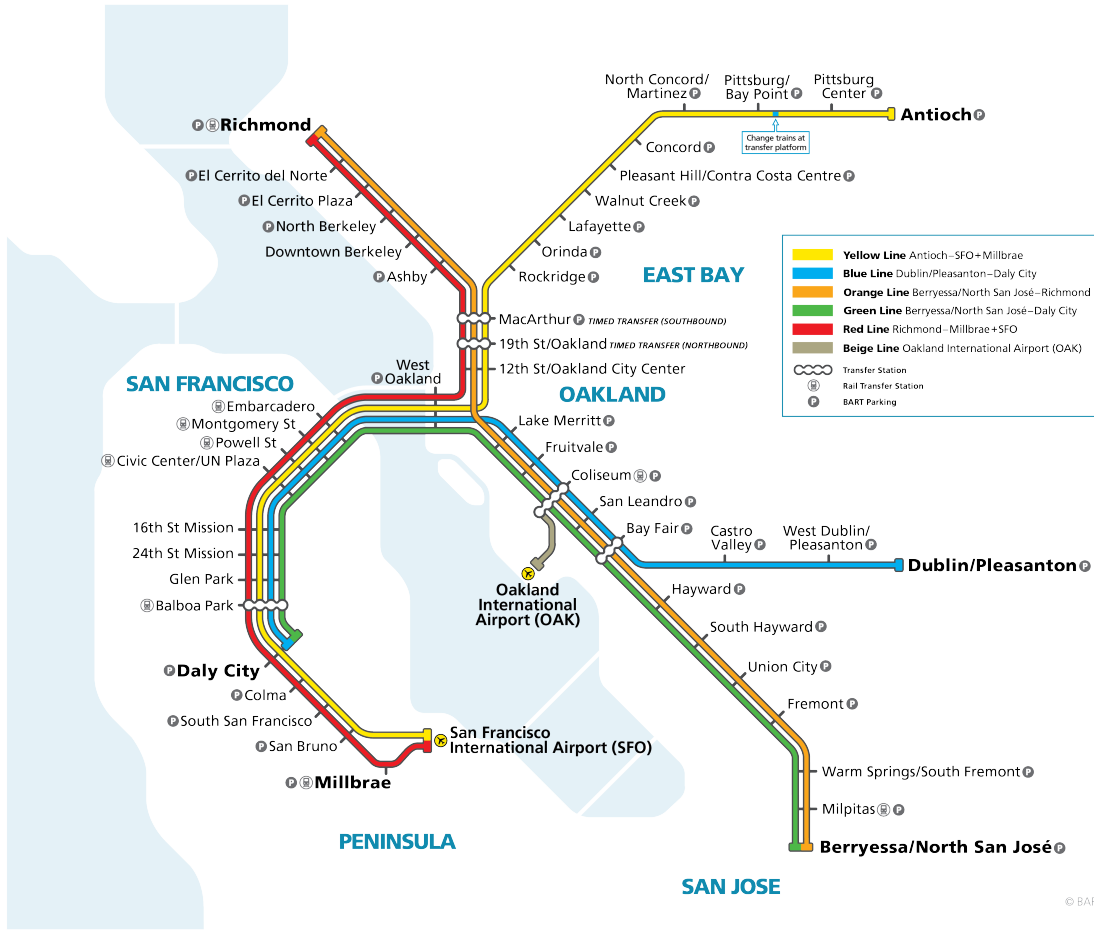 North Concord/
Martinez P
Pittsburg/
Bay Point P
Pittsburg
Center P
Antioch P
Change trains at
transfer platform
P Richmond
Concord P
P El Cerrito del Norte
Pleasant Hill/Contra Costa Centre P
P El Cerrito Plaza
Walnut Creek P
P North Berkeley
Lafayette P
Downtown Berkeley
Orinda P
P Ashby
Rockridge P
EAST BAY
Yellow Line Antioch–SFO+Millbrae
Blue Line Dublin/Pleasanton–Daly City
Orange Line Berryessa/North San José–Richmond
Green Line Berryessa/North San José–Daly City
Red Line Richmond–Millbrae+SFO
Beige Line Oakland International Airport (OAK)
Transfer Station
Rail Transfer Station
P BART Parking
MacArthur P TIMED TRANSFER (SOUTHBOUND)
19th St/Oakland TIMED TRANSFER (NORTHBOUND)
12th St/Oakland City Center
West
P Oakland
SAN FRANCISCO
OAKLAND
Embarcadero
Montgomery St
Powell St
Civic Center/UN Plaza
Lake Merritt P
Fruitvale P
Coliseum P
San Leandro P
Bay Fair P
Castro
Valley P
West Dublin/
Pleasanton P
Dublin/Pleasanton P
16th St Mission
24th St Mission
Glen Park
Balboa Park
Oakland
International
Airport (OAK)
Hayward P
South Hayward P
Union City P
Fremont P
P Daly City
P Colma
P South San Francisco
P San Bruno
San Francisco
International Airport (SFO)
P Millbrae
Warm Springs/South Fremont P
Milpitas P
Berryessa/North San José P
PENINSULA
SAN JOSE
© BA